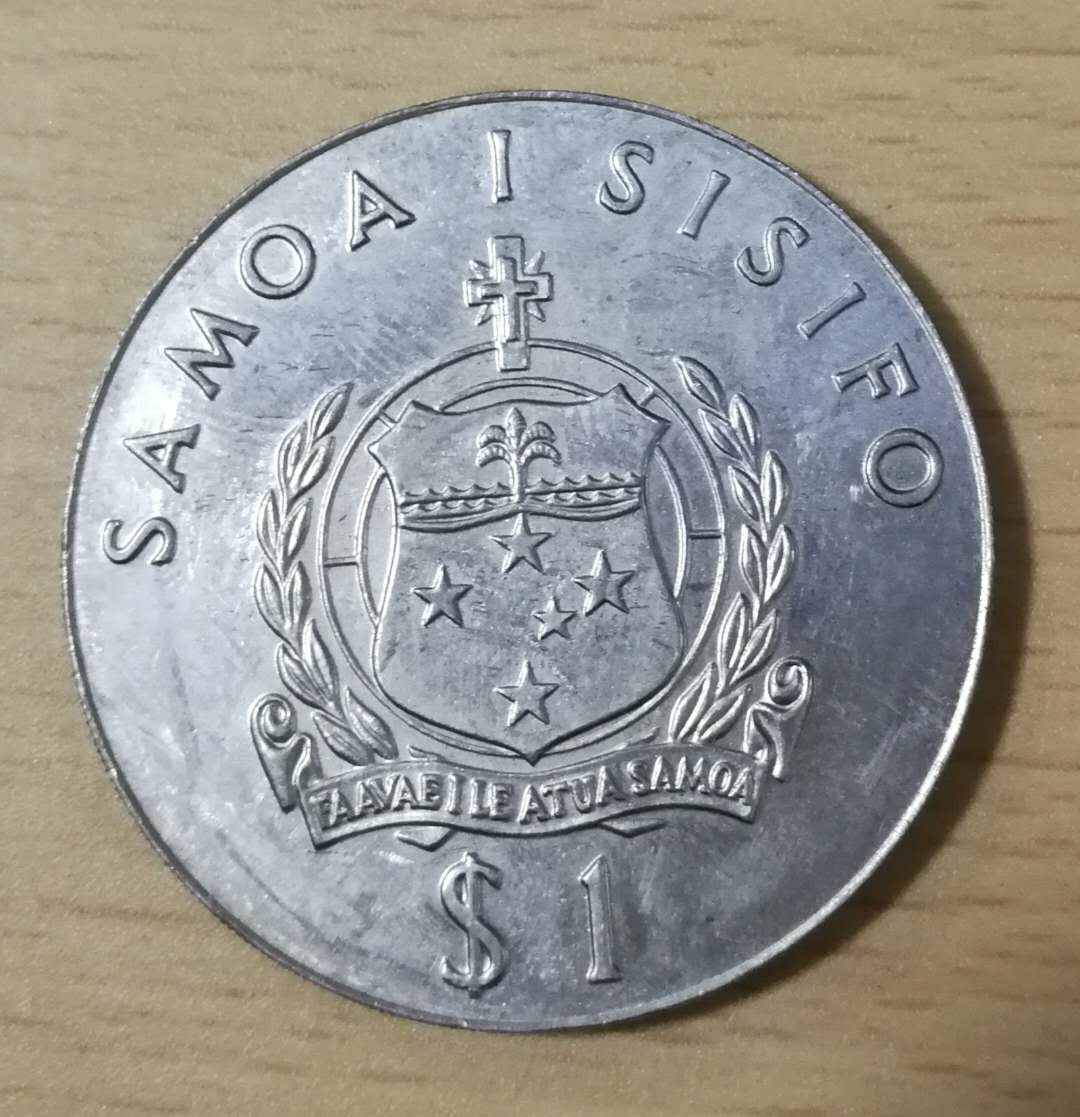 SAMOA I SISIFO
FAAVAE I LE ATUA SAMOA
$1